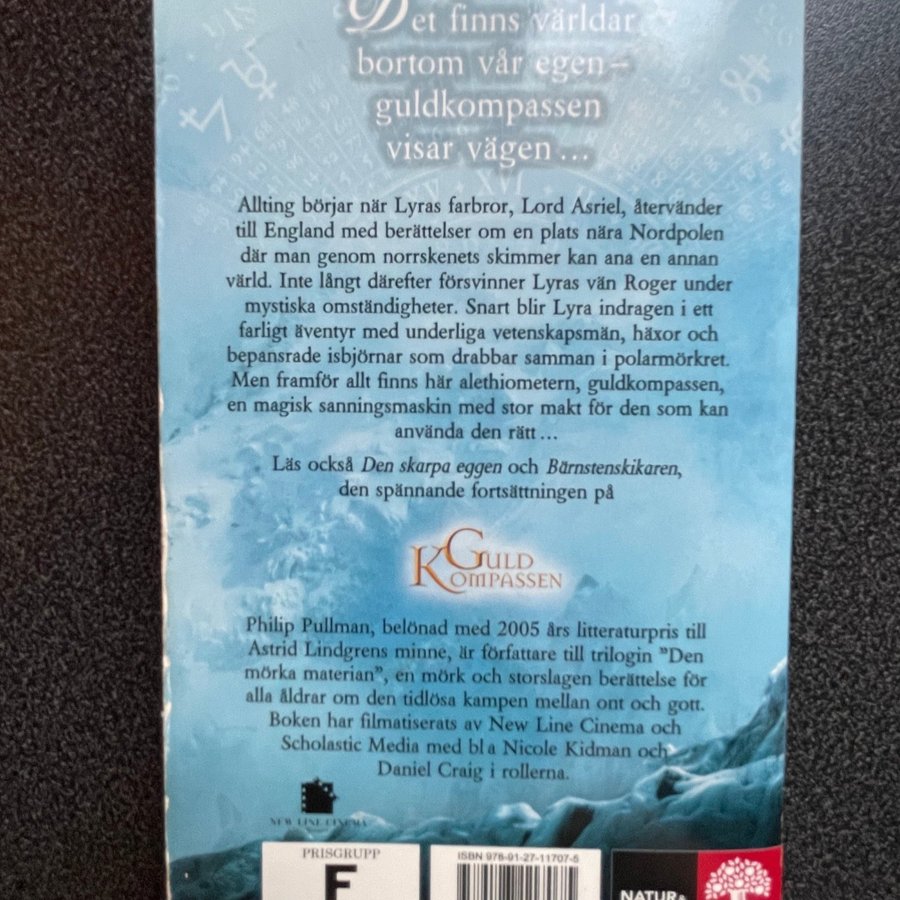 Det finns världar
bortom vår egen–
guldkompassen
visar vägen...
XV XVI
Allting börjar när Lyras farbror, Lord Asriel, återvänder
till England med berättelser om en plats nära Nordpolen
där man genom norrskenets skimmer kan ana en annan
värld. Inte långt därefter försvinner Lyras vän Roger under
mystiska omständigheter. Snart blir Lyra indragen i ett
farligt äventyr med underliga vetenskapsmän, häxor och
bepansrade isbjörnar som drabbar samman i polarmörkret.
Men framför allt finns här alethiometern, guldkompassen,
en magisk sanningsmaskin med stor makt för den som kan
använda den rätt...
Läs också Den skarpa eggen och Bärnstenskikaren,
den spännande fortsättningen på
GULD
KOMPASSEN
Philip Pullman, belönad med 2005 års litteraturpris till
Astrid Lindgrens minne, är författare till trilogin ”Den
mörka materian”, en mörk och storslagen berättelse för
alla åldrar om den tidlösa kampen mellan ont och gott.
Boken har filmatiserats av New Line Cinema och
Scholastic Media med bl a Nicole Kidman och
Daniel Craig i rollerna.
NEW LINE CINEMA
PRISGRUPP
ISBN 978-91-27-11707-5
NATUR&